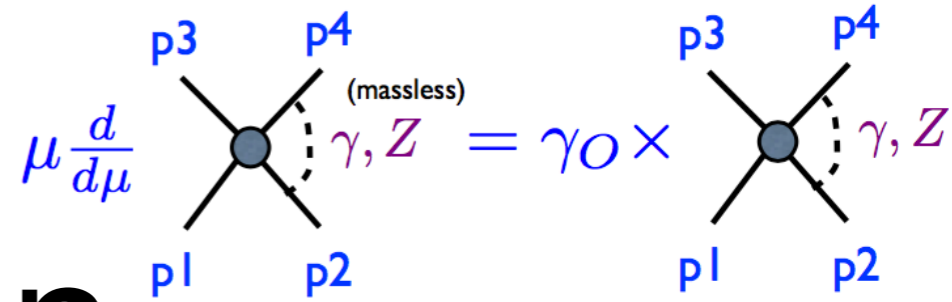 p3 p4 p3 p4
(massless)
μ d/dμ γ, Z = γ_O × γ, Z
p1 p2 p1 p2